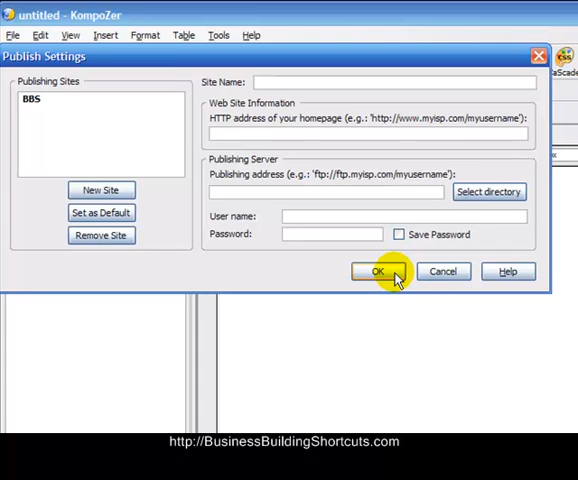 untitled - KompoZer
File Edit View Insert Format Table Tools Help
Publish Settings
Publishing Sites
BBS
New Site
Set as Default
Remove Site
Site Name:
Web Site Information
HTTP address of your homepage (e.g.: 'http://www.myisp.com/myusername'):
Publishing Server
Publishing address (e.g.: 'ftp://ftp.myisp.com/myusername'):
Select directory
User name:
Password:
Save Password
OK Cancel Help
CSS
http://BusinessBuildingShortcuts.com